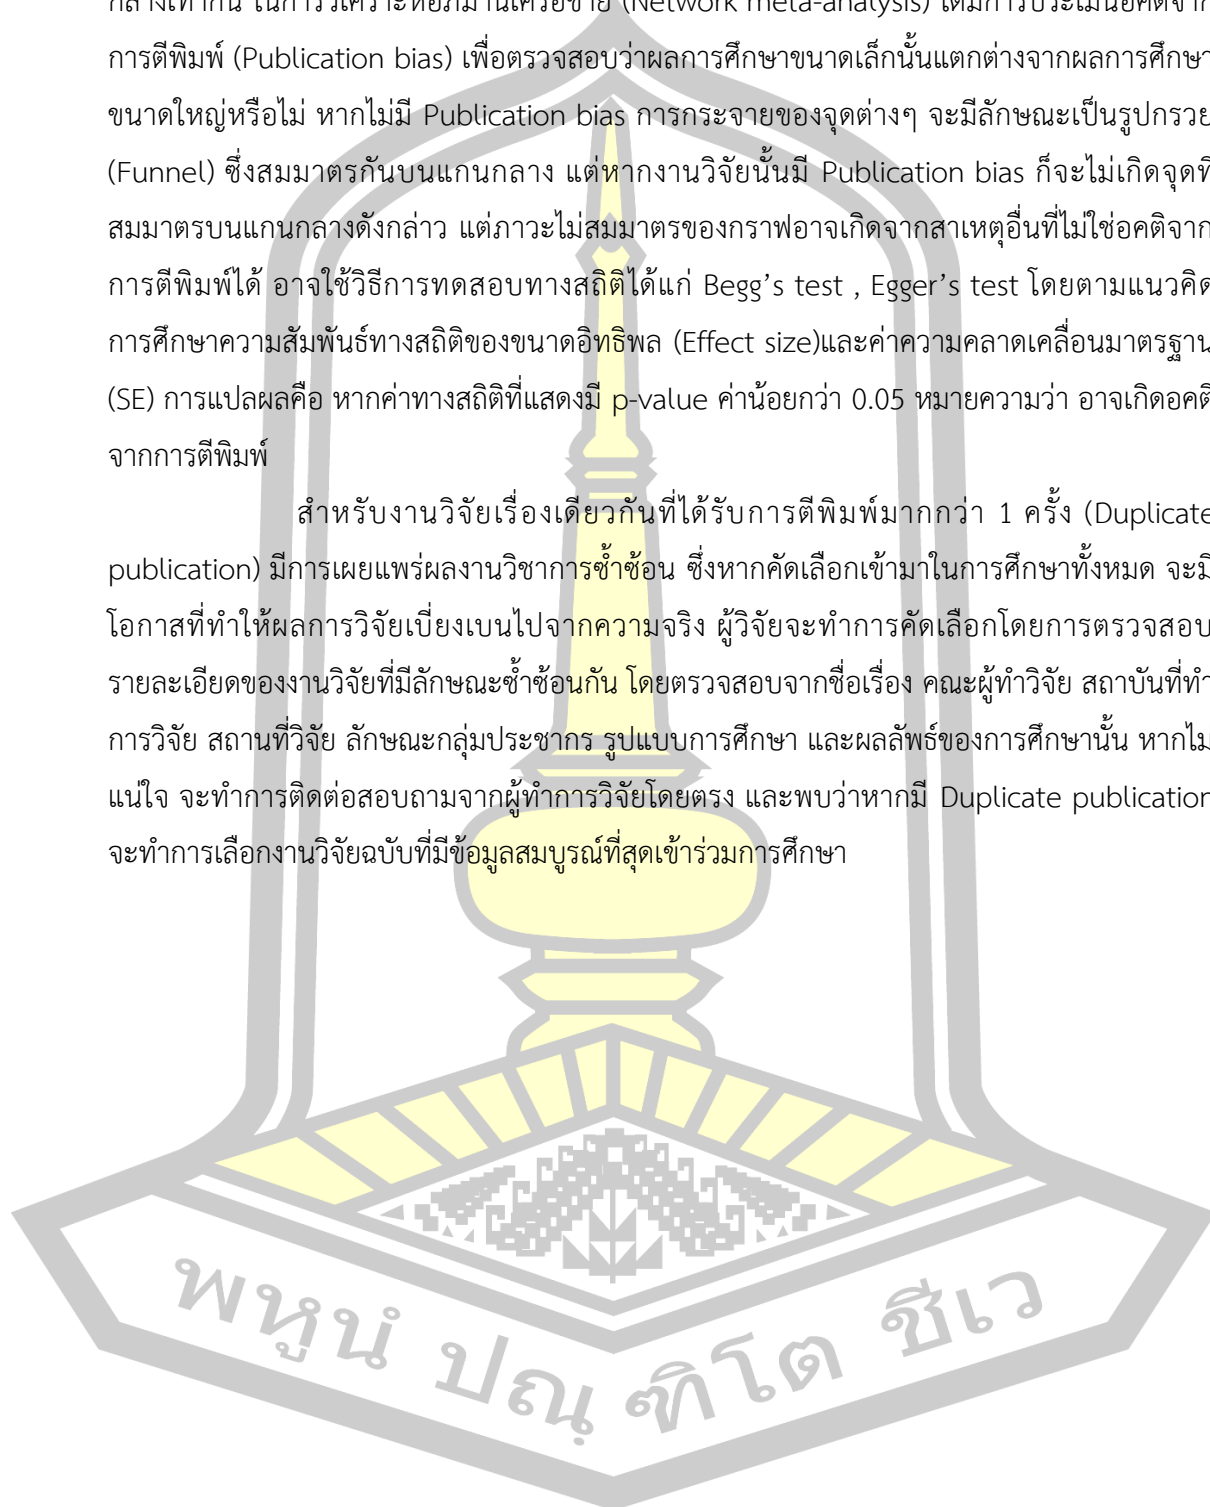 การตีพิมพ์ (Publication bias) เพื่อตรวจสอบว่าผลการศึกษาขนาดเล็กนั้นแตกต่างจากผลการศึกษา
ขนาดใหญ่หรือไม่ หากไม่มี Publication bias การกระจายของจุดต่างๆ จะมีลักษณะเป็นรูปกรวย
(Funnel) ซึ่งสมมาตรกันบนแกนกลาง แต่หากงานวิจัยนั้นมี Publication bias ก็จะไม่เกิดจุดที่
สมมาตรบนแกนกลางดังกล่าว แต่ภาวะไม่สมมาตรของกราฟอาจเกิดจากสาเหตุอื่นที่ไม่ใช่อคติจาก
การตีพิมพ์ได้ อาจใช้วิธีการทดสอบทางสถิติได้แก่ Begg’s test , Egger’s test โดยตามแนวคิด
การศึกษาความสัมพันธ์ทางสถิติของขนาดอิทธิพล (Effect size)และค่าความคลาดเคลื่อนมาตรฐาน
(SE) การแปลผลคือ หากค่าทางสถิติที่แสดงมี p-value ค่าน้อยกว่า 0.05 หมายความว่า อาจเกิดอคติ
จากการตีพิมพ์
สำหรับงานวิจัยเรื่องเดียวกันที่ได้รับการตีพิมพ์มากกว่า 1 ครั้ง (Duplicate
publication) มีการเผยแพร่ผลงานวิชาการซ้ำซ้อน ซึ่งหากคัดเลือกเข้ามาในการศึกษาทั้งหมด จะมี
โอกาสที่ทำให้ผลการวิจัยเบี่ยงเบนไปจากความจริง ผู้วิจัยจะทำการคัดเลือกโดยการตรวจสอบ
รายละเอียดของงานวิจัยที่มีลักษณะซ้ำซ้อนกัน โดยตรวจสอบจากชื่อเรื่อง คณะผู้ทำวิจัย สถาบันที่ทำ
การวิจัย สถานที่วิจัย ลักษณะกลุ่มประชากร รูปแบบการศึกษา และผลลัพธ์ของการศึกษานั้น หากไม่
แน่ใจ จะทำการติดต่อสอบถามจากผู้ทำการวิจัยโดยตรง และพบว่าหากมี Duplicate publication
จะทำการเลือกงานวิจัยฉบับที่มีข้อมูลสมบูรณ์ที่สุดเข้าร่วมการศึกษา
พหูนํ ปณฺฑิโต ชีเว